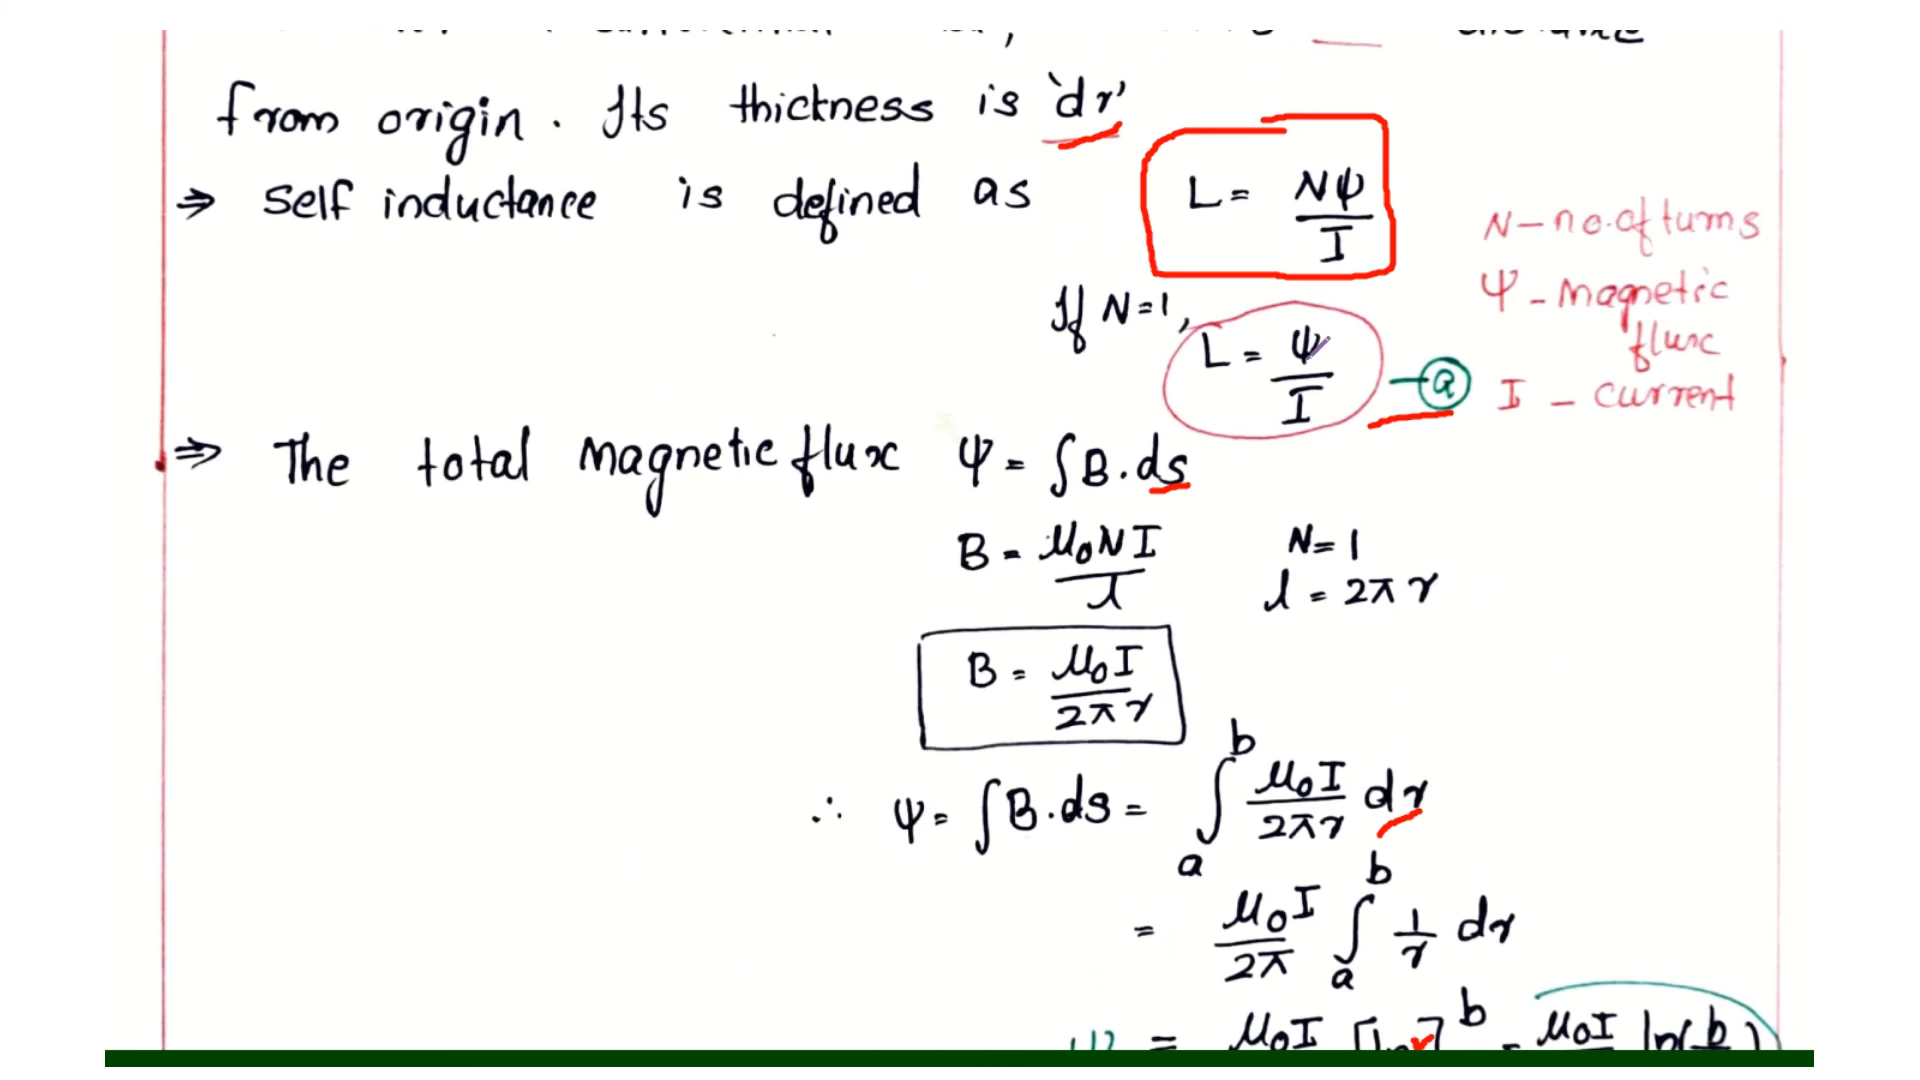 from origin. Its thickness is 'dr'
⇒ Self inductance is defined as L = Nψ/I
N – no. of turns
ψ – magnetic flux
I – current
If N=1,
L = ψ/I — (a)
⇒ The total magnetic flux ψ = ∫B.ds
B = μ₀NI/l N=1
l = 2πr
B = μ₀I/2πr
∴ ψ = ∫B.ds = ∫ₐᵇ μ₀I/2πr dr
= μ₀I/2π ∫ₐᵇ 1/r dr